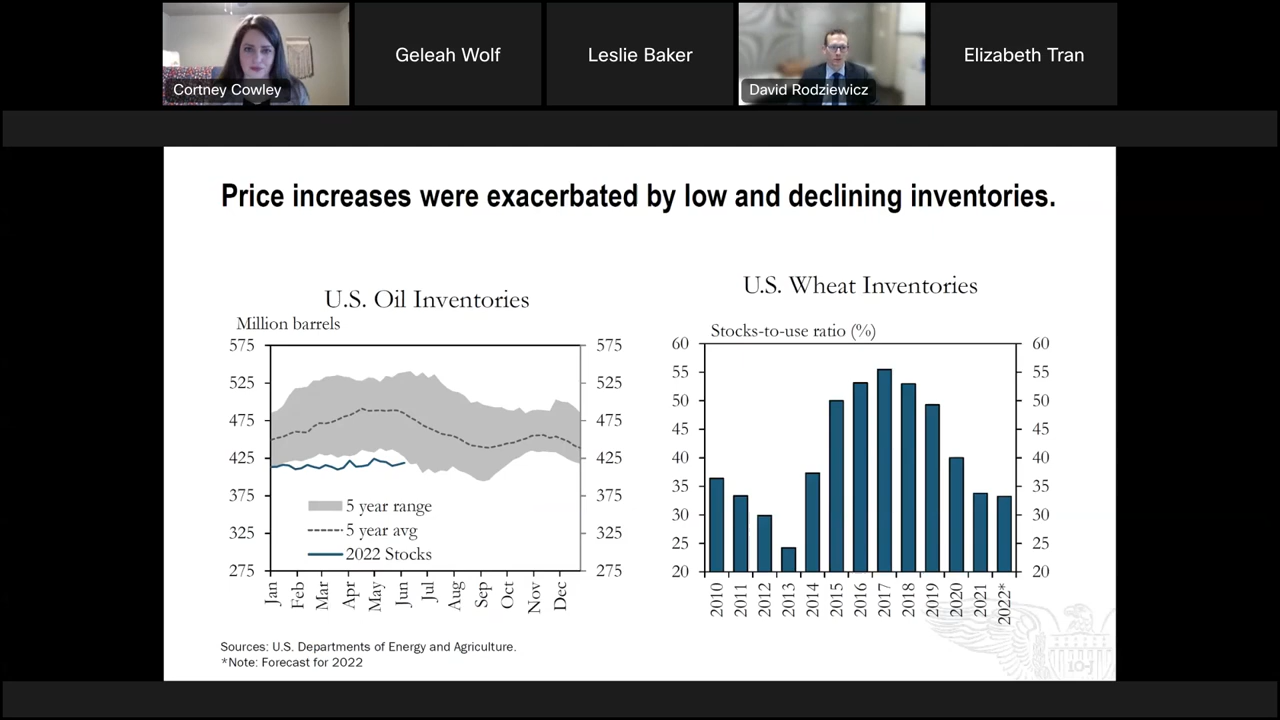 Cortney Cowley
Geleah Wolf
Leslie Baker
David Rodziewicz
Elizabeth Tran
Price increases were exacerbated by low and declining inventories.
U.S. Oil Inventories
Million barrels
575
525
475
425
375
325
275
575
525
475
425
375
325
275
5 year range
5 year avg
2022 Stocks
Jan
Feb
Mar
Apr
May
Jun
Jul
Aug
Sep
Oct
Nov
Dec
U.S. Wheat Inventories
Stocks-to-use ratio (%)
60
55
50
45
40
35
30
25
20
60
55
50
45
40
35
30
25
20
2010
2011
2012
2013
2014
2015
2016
2017
2018
2019
2020
2021
2022*
Sources: U.S. Departments of Energy and Agriculture.
*Note: Forecast for 2022
10-J